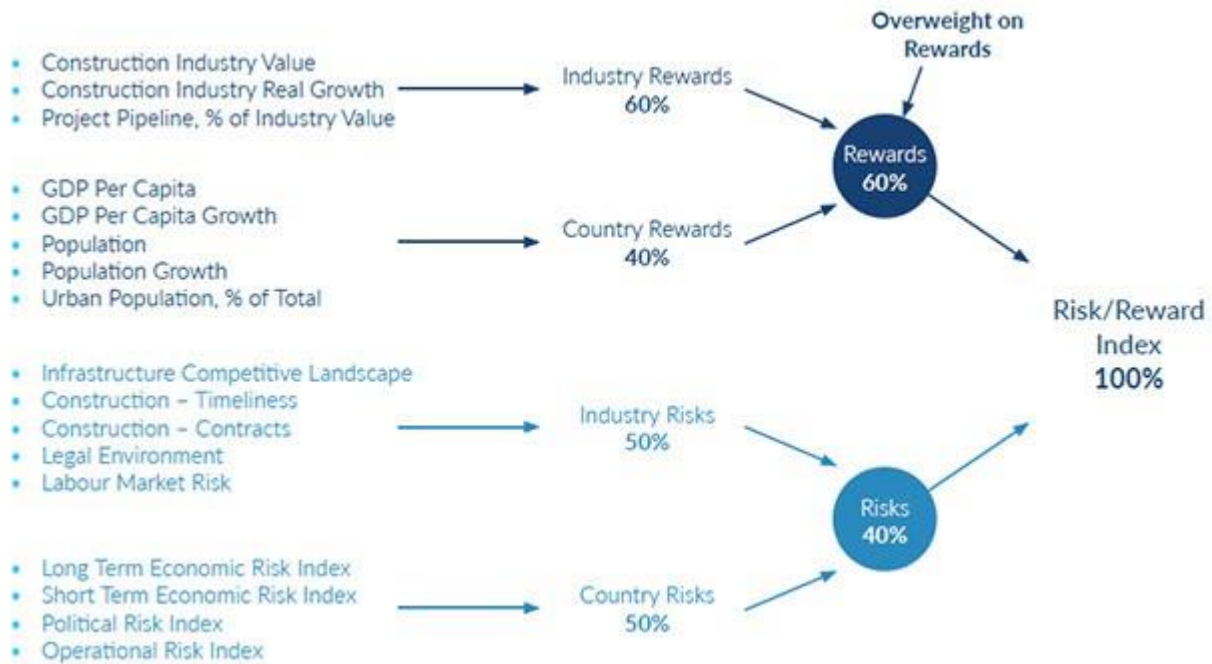 Overweight on
Rewards
• Construction Industry Value
• Construction Industry Real Growth
• Project Pipeline, % of Industry Value
Industry Rewards
60%
Rewards
60%
• GDP Per Capita
• GDP Per Capita Growth
• Population
• Population Growth
• Urban Population, % of Total
Country Rewards
40%
Risk/Reward
Index
100%
• Infrastructure Competitive Landscape
• Construction – Timeliness
• Construction – Contracts
• Legal Environment
• Labour Market Risk
Industry Risks
50%
Risks
40%
• Long Term Economic Risk Index
• Short Term Economic Risk Index
• Political Risk Index
• Operational Risk Index
Country Risks
50%